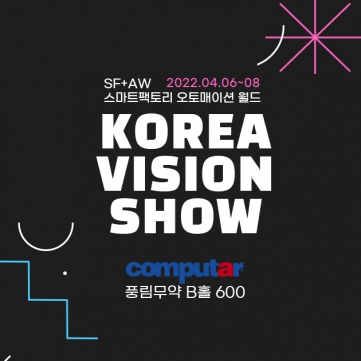 SF+AW 2022.04.06~08
스마트팩토리 오토매이션 월드
KOREA
VISION
SHOW
computar
풍림무약 B홀 600